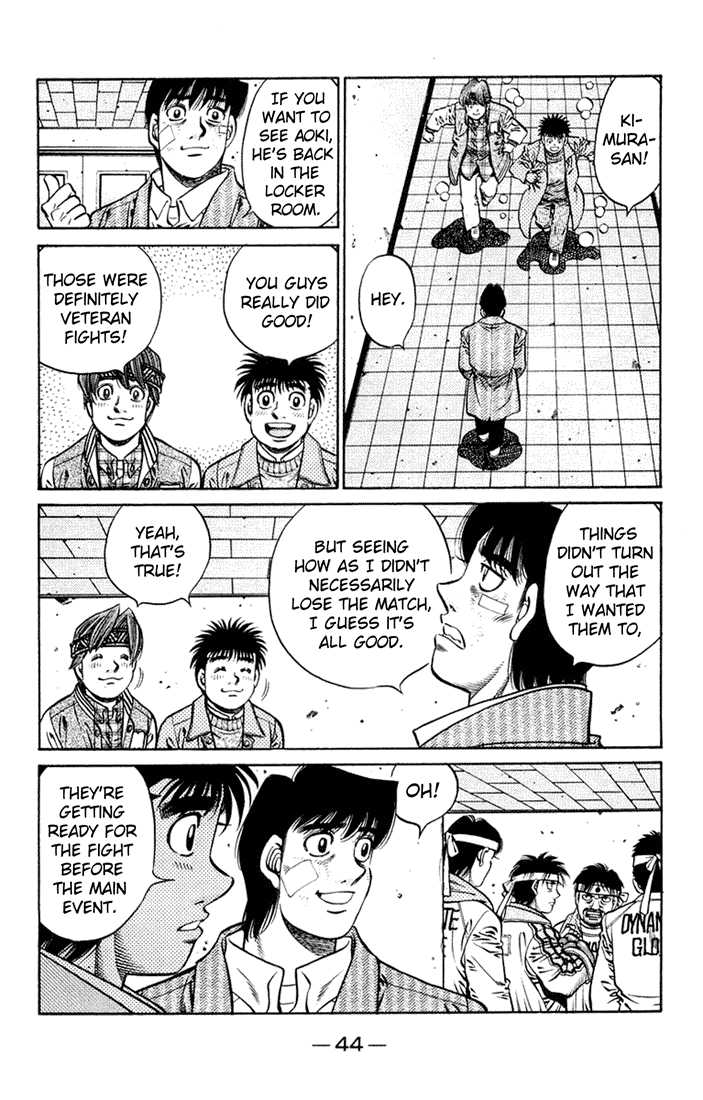 KI-
MURA-
SAN!
HEY.
IF YOU
WANT TO
SEE AOKI,
HE'S BACK
IN THE
LOCKER
ROOM.
YOU GUYS
REALLY DID
GOOD!
THOSE WERE
DEFINITELY
VETERAN
FIGHTS!
THINGS
DIDN'T TURN
OUT THE
WAY THAT
I WANTED
THEM TO,
BUT SEEING
HOW AS I DIDN'T
NECESSARILY
LOSE THE MATCH,
I GUESS IT'S
ALL GOOD.
YEAH,
THAT'S
TRUE!
OH!
THEY'RE
GETTING
READY FOR
THE FIGHT
BEFORE
THE MAIN
EVENT.
TE
DYNAM
GLO
— 44 —